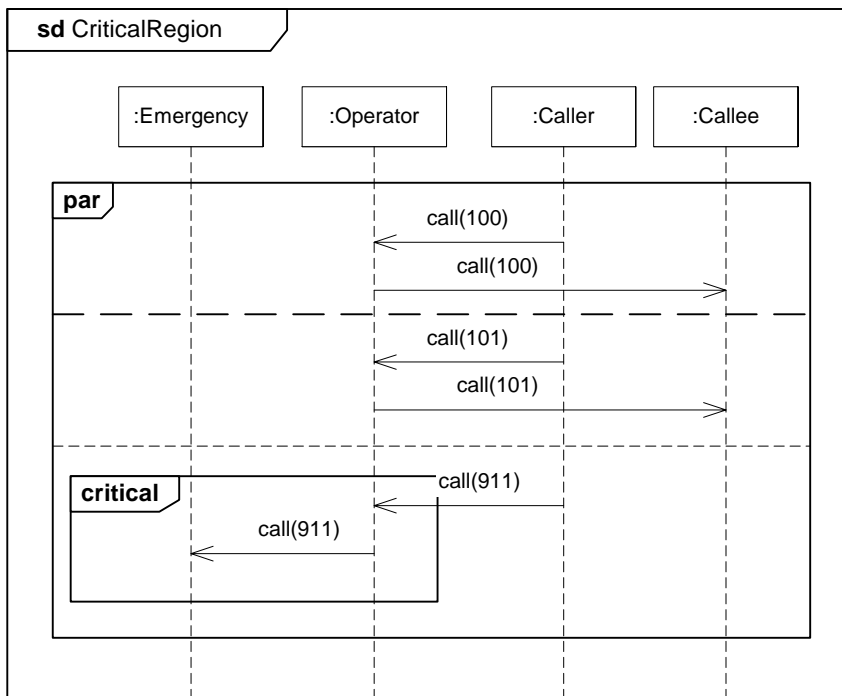 sd CriticalRegion
:Emergency :Operator :Caller :Callee
par
call(100)
call(100)
call(101)
call(101)
critical
call(911)
call(911)